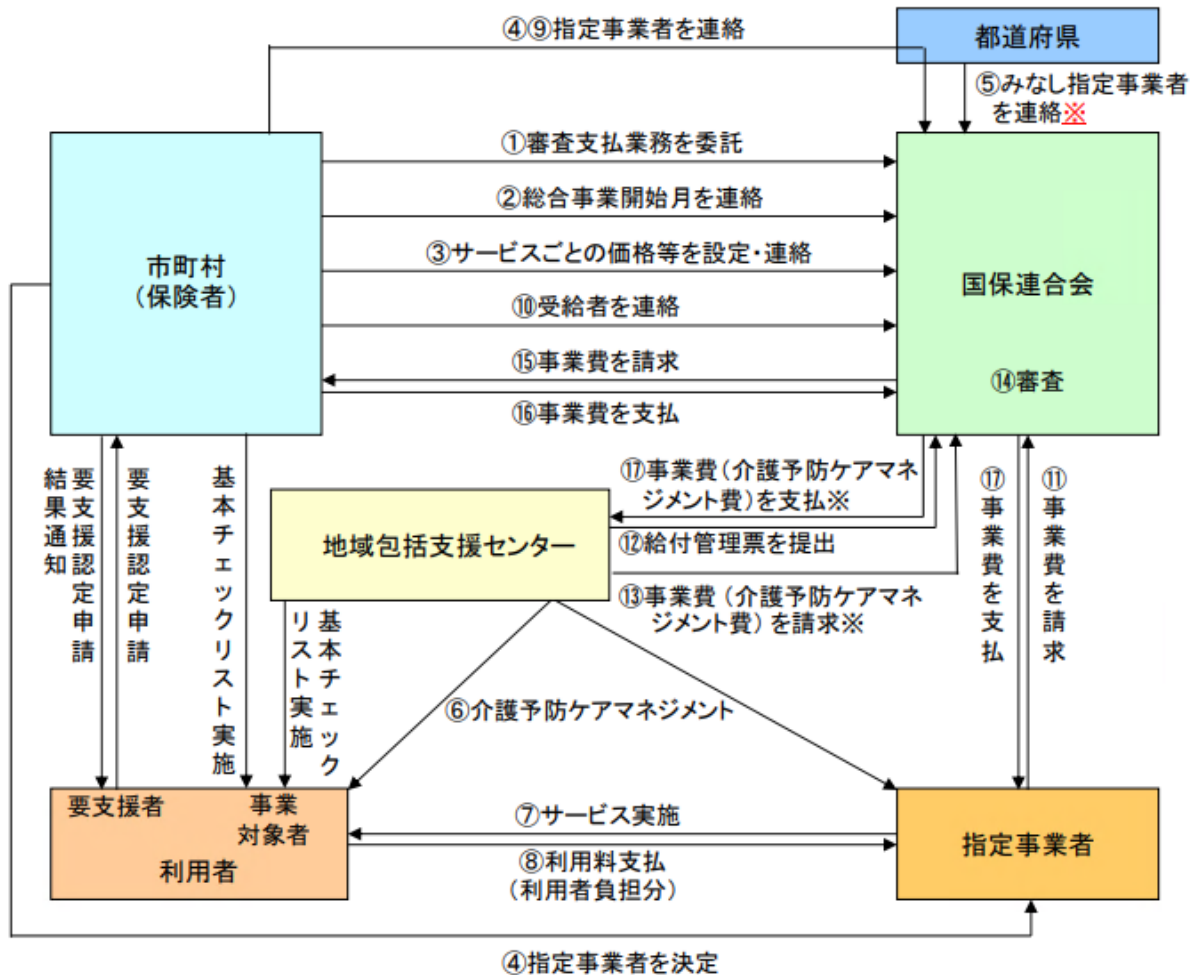 ④⑨指定事業者を連絡
都道府県
⑤みなし指定事業者
を連絡※
①審査支払業務を委託
②総合事業開始月を連絡
③サービスごとの価格等を設定・連絡
市町村
（保険者）
国保連合会
⑩受給者を連絡
⑮事業費を請求
⑭審査
⑯事業費を支払
要支援認定申請
結果通知
要支援認定申請
基本チェックリスト実施
⑰事業費（介護予防ケアマネ
ジメント費）を支払※
地域包括支援センター
⑫給付管理票を提出
⑬事業費（介護予防ケアマネ
ジメント費）を請求※
⑰事業費を支払
⑪事業費を請求
基本チェック
リスト実施
⑥介護予防ケアマネジメント
要支援者
事業
対象者
利用者
⑦サービス実施
⑧利用料支払
（利用者負担分）
指定事業者
④指定事業者を決定